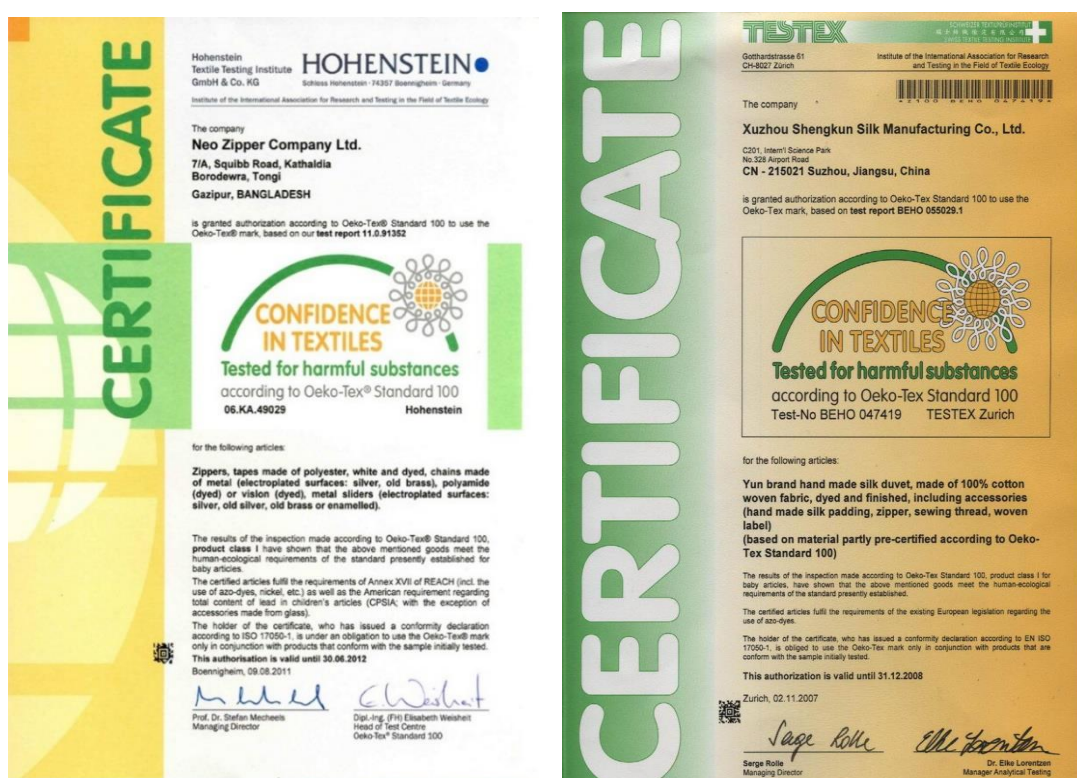 CERTIFICATE
Hohenstein
Textile Testing Institute
GmbH & Co. KG
HOHENSTEIN
Schloss Hohenstein · 74357 Boennigheim · Germany
Institute of the International Association for Research and Testing in the Field of Textile Ecology
The company
Neo Zipper Company Ltd.
7/A, Squibb Road, Kathaldia
Borodewra, Tongi
Gazipur, BANGLADESH
is granted authorization according to Oeko-Tex® Standard 100 to use the
Oeko-Tex® mark, based on our test report 11.0.91352
CONFIDENCE
IN TEXTILES
Tested for harmful substances
according to Oeko-Tex® Standard 100
06.KA.49029 Hohenstein
for the following articles:
Zippers, tapes made of polyester, white and dyed, chains made
of metal (electroplated surfaces: silver, old brass), polyamide
(dyed) or vislon (dyed), metal sliders (electroplated surfaces:
silver, old silver, old brass or enamelled).
The results of the inspection made according to Oeko-Tex® Standard 100,
product class I have shown that the above mentioned goods meet the
human-ecological requirements of the standard presently established for
baby articles.
The certified articles fulfil the requirements of Annex XVII of REACH (incl. the
use of azo-dyes, nickel, etc.) as well as the American requirement regarding
total content of lead in children's articles (CPSIA; with the exception of
accessories made from glass).
The holder of the certificate, who has issued a conformity declaration
according to ISO 17050-1, is under an obligation to use the Oeko-Tex® mark
only in conjunction with products that conform with the sample initially tested.
This authorisation is valid until 30.06.2012
Boennigheim, 09.08.2011
Prof. Dr. Stefan Mecheels
Managing Director
Dipl.-Ing. (FH) Elisabeth Weisheit
Head of Test Centre
Oeko-Tex® Standard 100
CERTIFICATE
TESTEX
SCHWEIZER TEXTILPRÜFINSTITUT
SWISS TEXTILE TESTING INSTITUTE
Gotthardstrasse 61
CH-8027 Zürich
Institute of the International Association for Research
and Testing in the Field of Textile Ecology
The company
Xuzhou Shengkun Silk Manufacturing Co., Ltd.
C201, Intern'l Science Park
No.328 Airport Road
CN - 215021 Suzhou, Jiangsu, China
is granted authorization according to Oeko-Tex Standard 100 to use the
Oeko-Tex mark, based on test report BEHO 055029.1
CONFIDENCE
IN TEXTILES
Tested for harmful substances
according to Oeko-Tex Standard 100
Test-No BEHO 047419 TESTEX Zurich
for the following articles:
Yun brand hand made silk duvet, made of 100% cotton
woven fabric, dyed and finished, including accessories
(hand made silk padding, zipper, sewing thread, woven
label)
(based on material partly pre-certified according to Oeko-
Tex Standard 100)
The results of the inspection made according to Oeko-Tex Standard 100, product class I for
baby articles, have shown that the above mentioned goods meet the human-ecological
requirements of the standard presently established.
The certified articles fulfil the requirements of the existing European legislation regarding the
use of azo-dyes.
The holder of the certificate, who has issued a conformity declaration according to EN ISO
17050-1, is obliged to use the Oeko-Tex mark only in conjunction with products that are
conform with the sample initially tested.
This authorization is valid until 31.12.2008
Zurich, 02.11.2007
Serge Rolle
Managing Director
Dr. Elke Lorentzen
Manager Analytical Testing